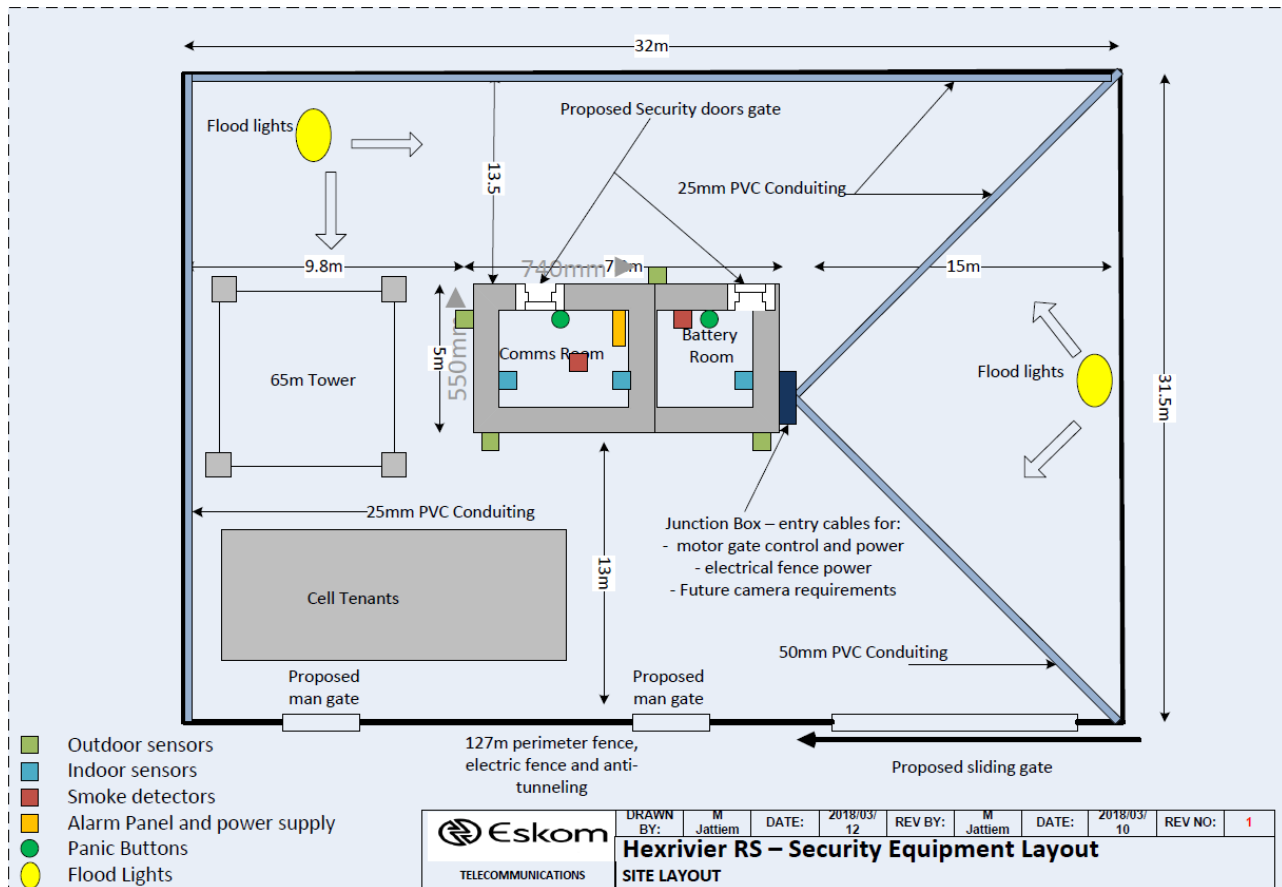 32m
Flood lights
Proposed Security doors gate
13.5
25mm PVC Conduiting
9.8m
740mm
15m
5m
550mm
Comms Room
Battery
Room
65m Tower
Flood lights
31.5m
25mm PVC Conduiting
Junction Box – entry cables for:
- motor gate control and power
- electrical fence power
- Future camera requirements
13m
Cell Tenants
50mm PVC Conduiting
Proposed
man gate
Proposed
man gate
127m perimeter fence,
electric fence and anti-
tunneling
Proposed sliding gate
Outdoor sensors
Indoor sensors
Smoke detectors
Alarm Panel and power supply
Panic Buttons
Flood Lights
Eskom
TELECOMMUNICATIONS
DRAWN BY: M Jattiem DATE: 2018/03/12 REV BY: M Jattiem DATE: 2018/03/10 REV NO: 1
Hexrivier RS – Security Equipment Layout
SITE LAYOUT